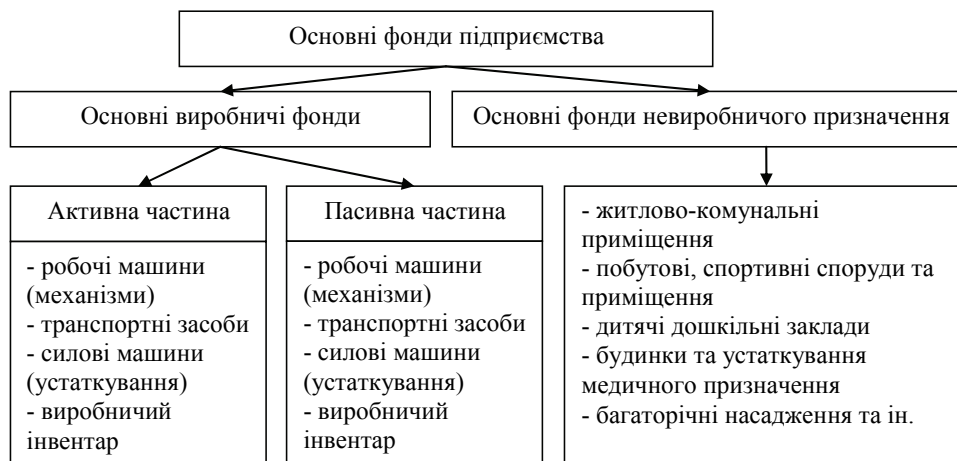 Основні фонди підприємства
Основні виробничі фонди
Основні фонди невиробничого призначення
Активна частина
- робочі машини
(механізми)
- транспортні засоби
- силові машини
(устаткування)
- виробничий
інвентар
Пасивна частина
- робочі машини
(механізми)
- транспортні засоби
- силові машини
(устаткування)
- виробничий
інвентар
- житлово-комунальні
приміщення
- побутові, спортивні споруди та
приміщення
- дитячі дошкільні заклади
- будинки та устаткування
медичного призначення
- багаторічні насадження та ін.